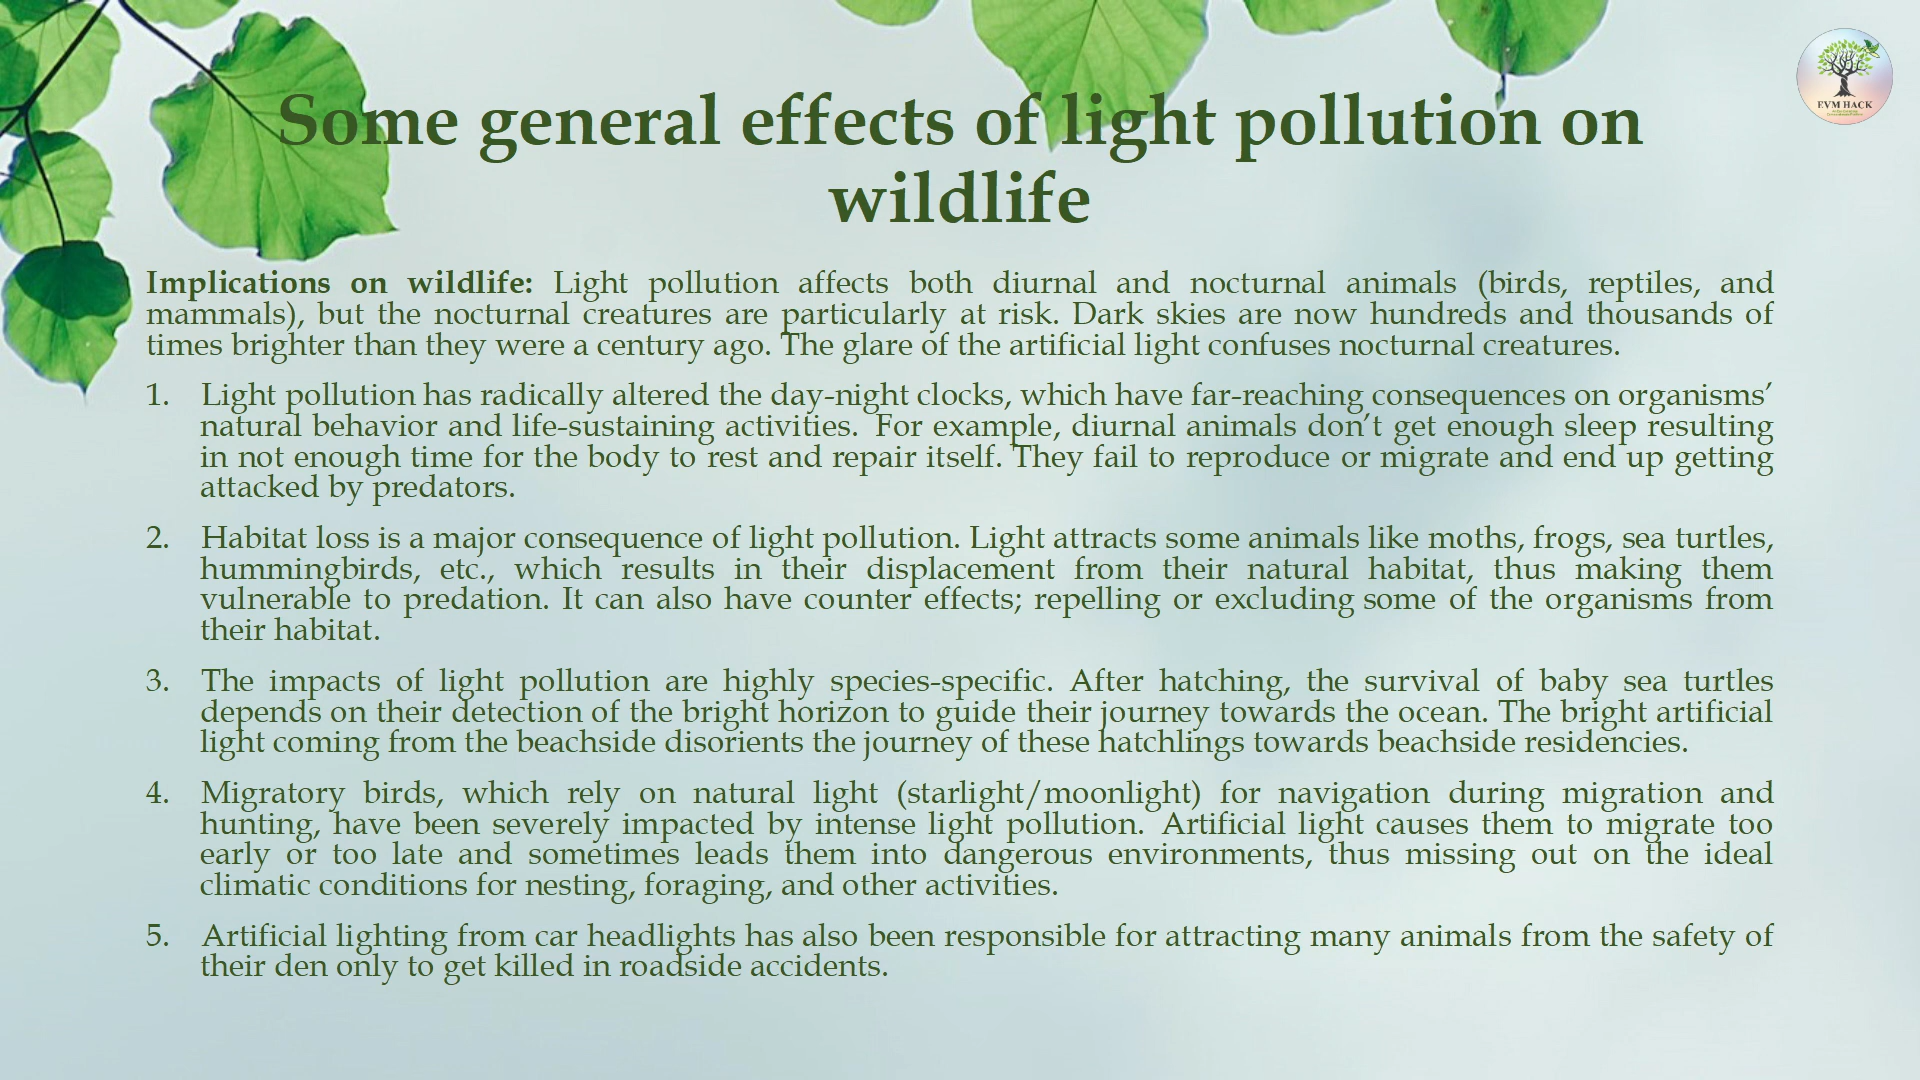 EVM HACK
Some general effects of light pollution on
wildlife
Implications on wildlife: Light pollution affects both diurnal and nocturnal animals (birds, reptiles, and
mammals), but the nocturnal creatures are particularly at risk. Dark skies are now hundreds and thousands of
times brighter than they were a century ago. The glare of the artificial light confuses nocturnal creatures.
1. Light pollution has radically altered the day-night clocks, which have far-reaching consequences on organisms’
natural behavior and life-sustaining activities. For example, diurnal animals don’t get enough sleep resulting
in not enough time for the body to rest and repair itself. They fail to reproduce or migrate and end up getting
attacked by predators.
2. Habitat loss is a major consequence of light pollution. Light attracts some animals like moths, frogs, sea turtles,
hummingbirds, etc., which results in their displacement from their natural habitat, thus making them
vulnerable to predation. It can also have counter effects; repelling or excluding some of the organisms from
their habitat.
3. The impacts of light pollution are highly species-specific. After hatching, the survival of baby sea turtles
depends on their detection of the bright horizon to guide their journey towards the ocean. The bright artificial
light coming from the beachside disorients the journey of these hatchlings towards beachside residencies.
4. Migratory birds, which rely on natural light (starlight/moonlight) for navigation during migration and
hunting, have been severely impacted by intense light pollution. Artificial light causes them to migrate too
early or too late and sometimes leads them into dangerous environments, thus missing out on the ideal
climatic conditions for nesting, foraging, and other activities.
5. Artificial lighting from car headlights has also been responsible for attracting many animals from the safety of
their den only to get killed in roadside accidents.